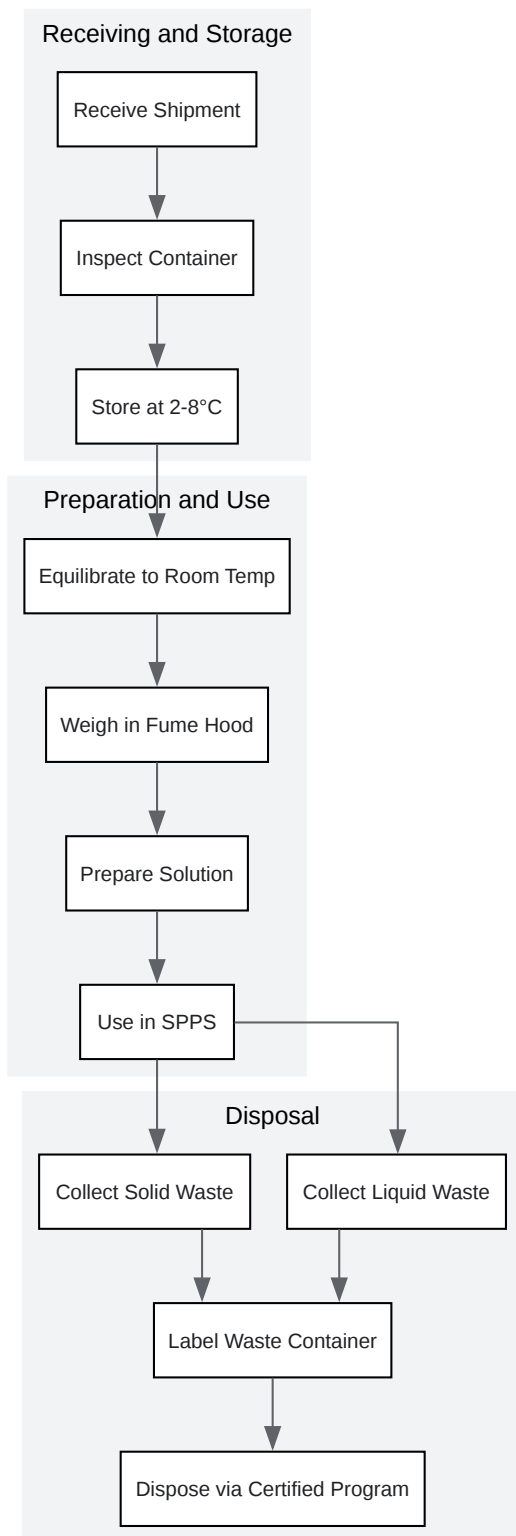 Receiving and Storage
Receive Shipment
Inspect Container
Store at 2-8°C
Preparation and Use
Equilibrate to Room Temp
Weigh in Fume Hood
Prepare Solution
Use in SPPS
Disposal
Collect Solid Waste
Collect Liquid Waste
Label Waste Container
Dispose via Certified Program